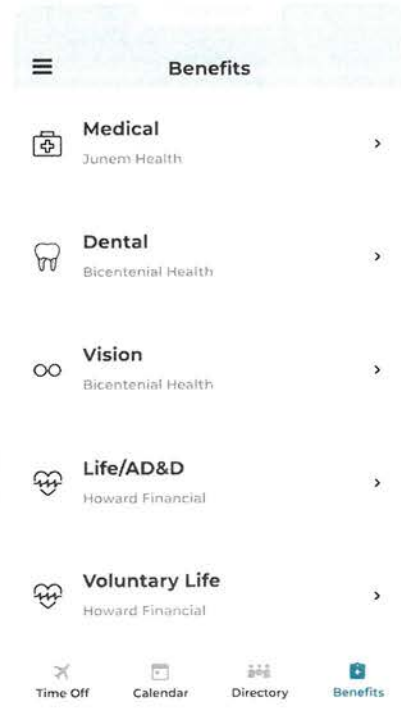 Benefits
Medical
Junem Health
Dental
Bicentenial Health
Vision
Bicentenial Health
Life/AD&D
Howard Financial
Voluntary Life
Howard Financial
Time Off
Calendar
Directory
Benefits